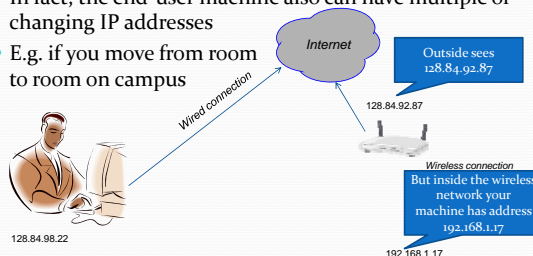 In fact, the end-user machine also can have multiple or
changing IP addresses
E.g. if you move from room
to room on campus
Internet
Outside sees
128.84.92.87
Wired connection
128.84.92.87
Wireless connection
But inside the wireless
network your
machine has address
192.168.1.17
128.84.98.22
192.168.1.17